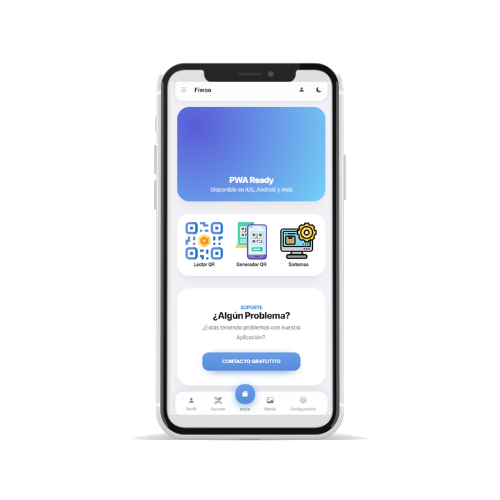 Fiwoo
PWA Ready
Disponible en iOS, Android y Web
Lector QR
Generador QR
Sistemas
SOPORTE
¿Algún Problema?
¿Estás teniendo problemas con nuestra
Aplicación?.
CONTACTO GRATUTITO
Perfil
Escaner
Inicio
Media
Configuración